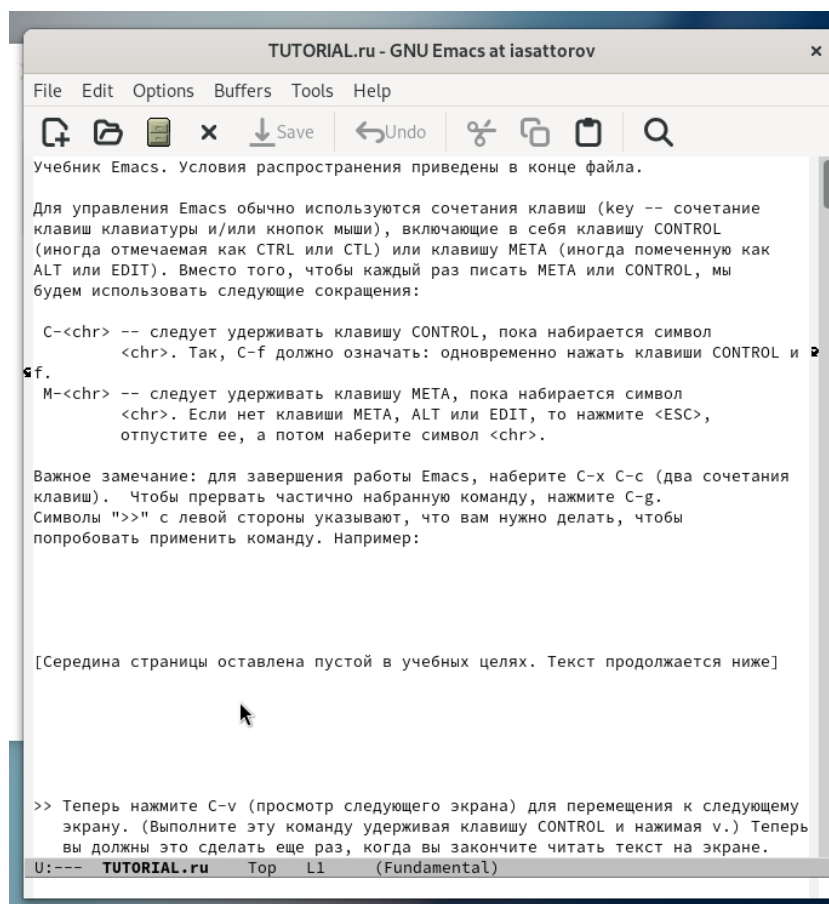 TUTORIAL.ru - GNU Emacs at iasattorov
File Edit Options Buffers Tools Help
Save Undo
Учебник Emacs. Условия распространения приведены в конце файла.
Для управления Emacs обычно используются сочетания клавиш (key -- сочетание
клавиш клавиатуры и/или кнопок мыши), включающие в себя клавишу CONTROL
(иногда отмечаемая как CTRL или CTL) или клавишу META (иногда помеченную как
ALT или EDIT). Вместо того, чтобы каждый раз писать META или CONTROL, мы
будем использовать следующие сокращения:
C-<chr> -- следует удерживать клавишу CONTROL, пока набирается символ
<chr>. Так, C-f должно означать: одновременно нажать клавиши CONTROL и
f.
M-<chr> -- следует удерживать клавишу META, пока набирается символ
<chr>. Если нет клавиши META, ALT или EDIT, то нажмите <ESC>,
отпустите ее, а потом наберите символ <chr>.
Важное замечание: для завершения работы Emacs, наберите C-x C-c (два сочетания
клавиш).  Чтобы прервать частично набранную команду, нажмите C-g.
Символы ">>" с левой стороны указывают, что вам нужно делать, чтобы
попробовать применить команду. Например:
[Середина страницы оставлена пустой в учебных целях. Текст продолжается ниже]
>> Теперь нажмите C-v (просмотр следующего экрана) для перемещения к следующему
экрану. (Выполните эту команду удерживая клавишу CONTROL и нажимая v.) Теперь
вы должны это сделать еще раз, когда вы закончите читать текст на экране.
U:--- TUTORIAL.ru Top L1 (Fundamental)